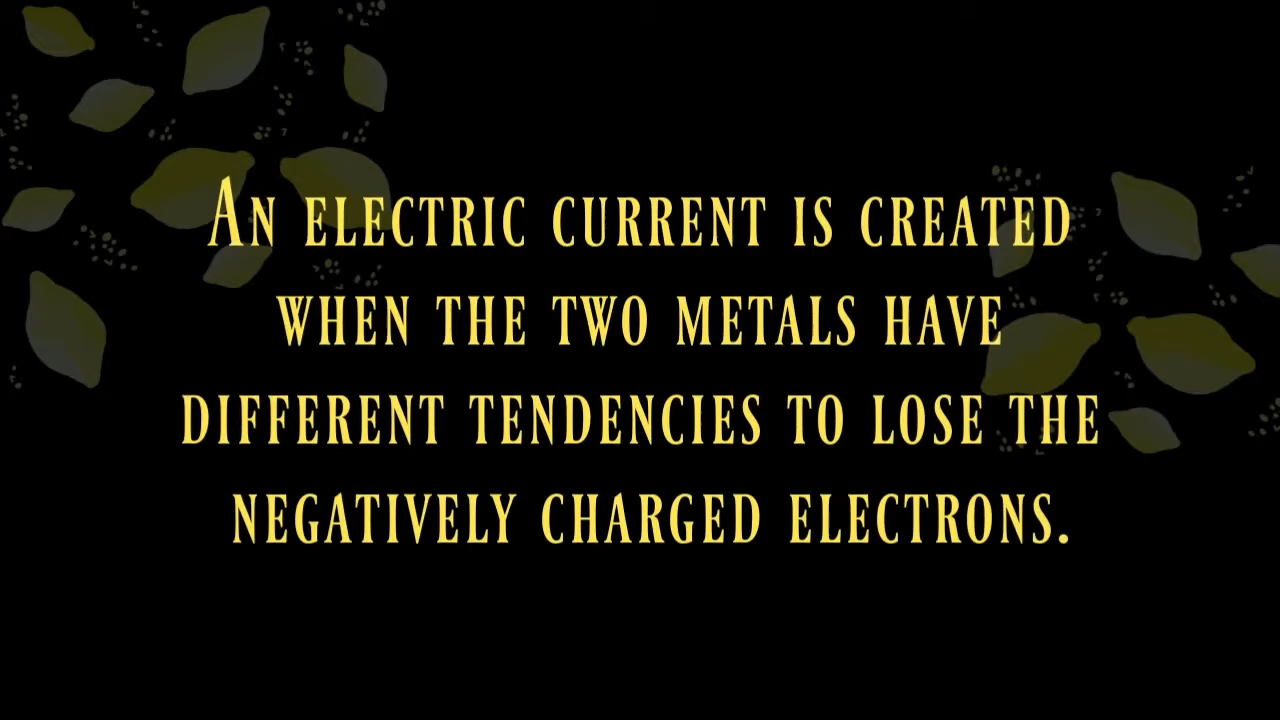 An electric current is created
when the two metals have
different tendencies to lose the
negatively charged electrons.